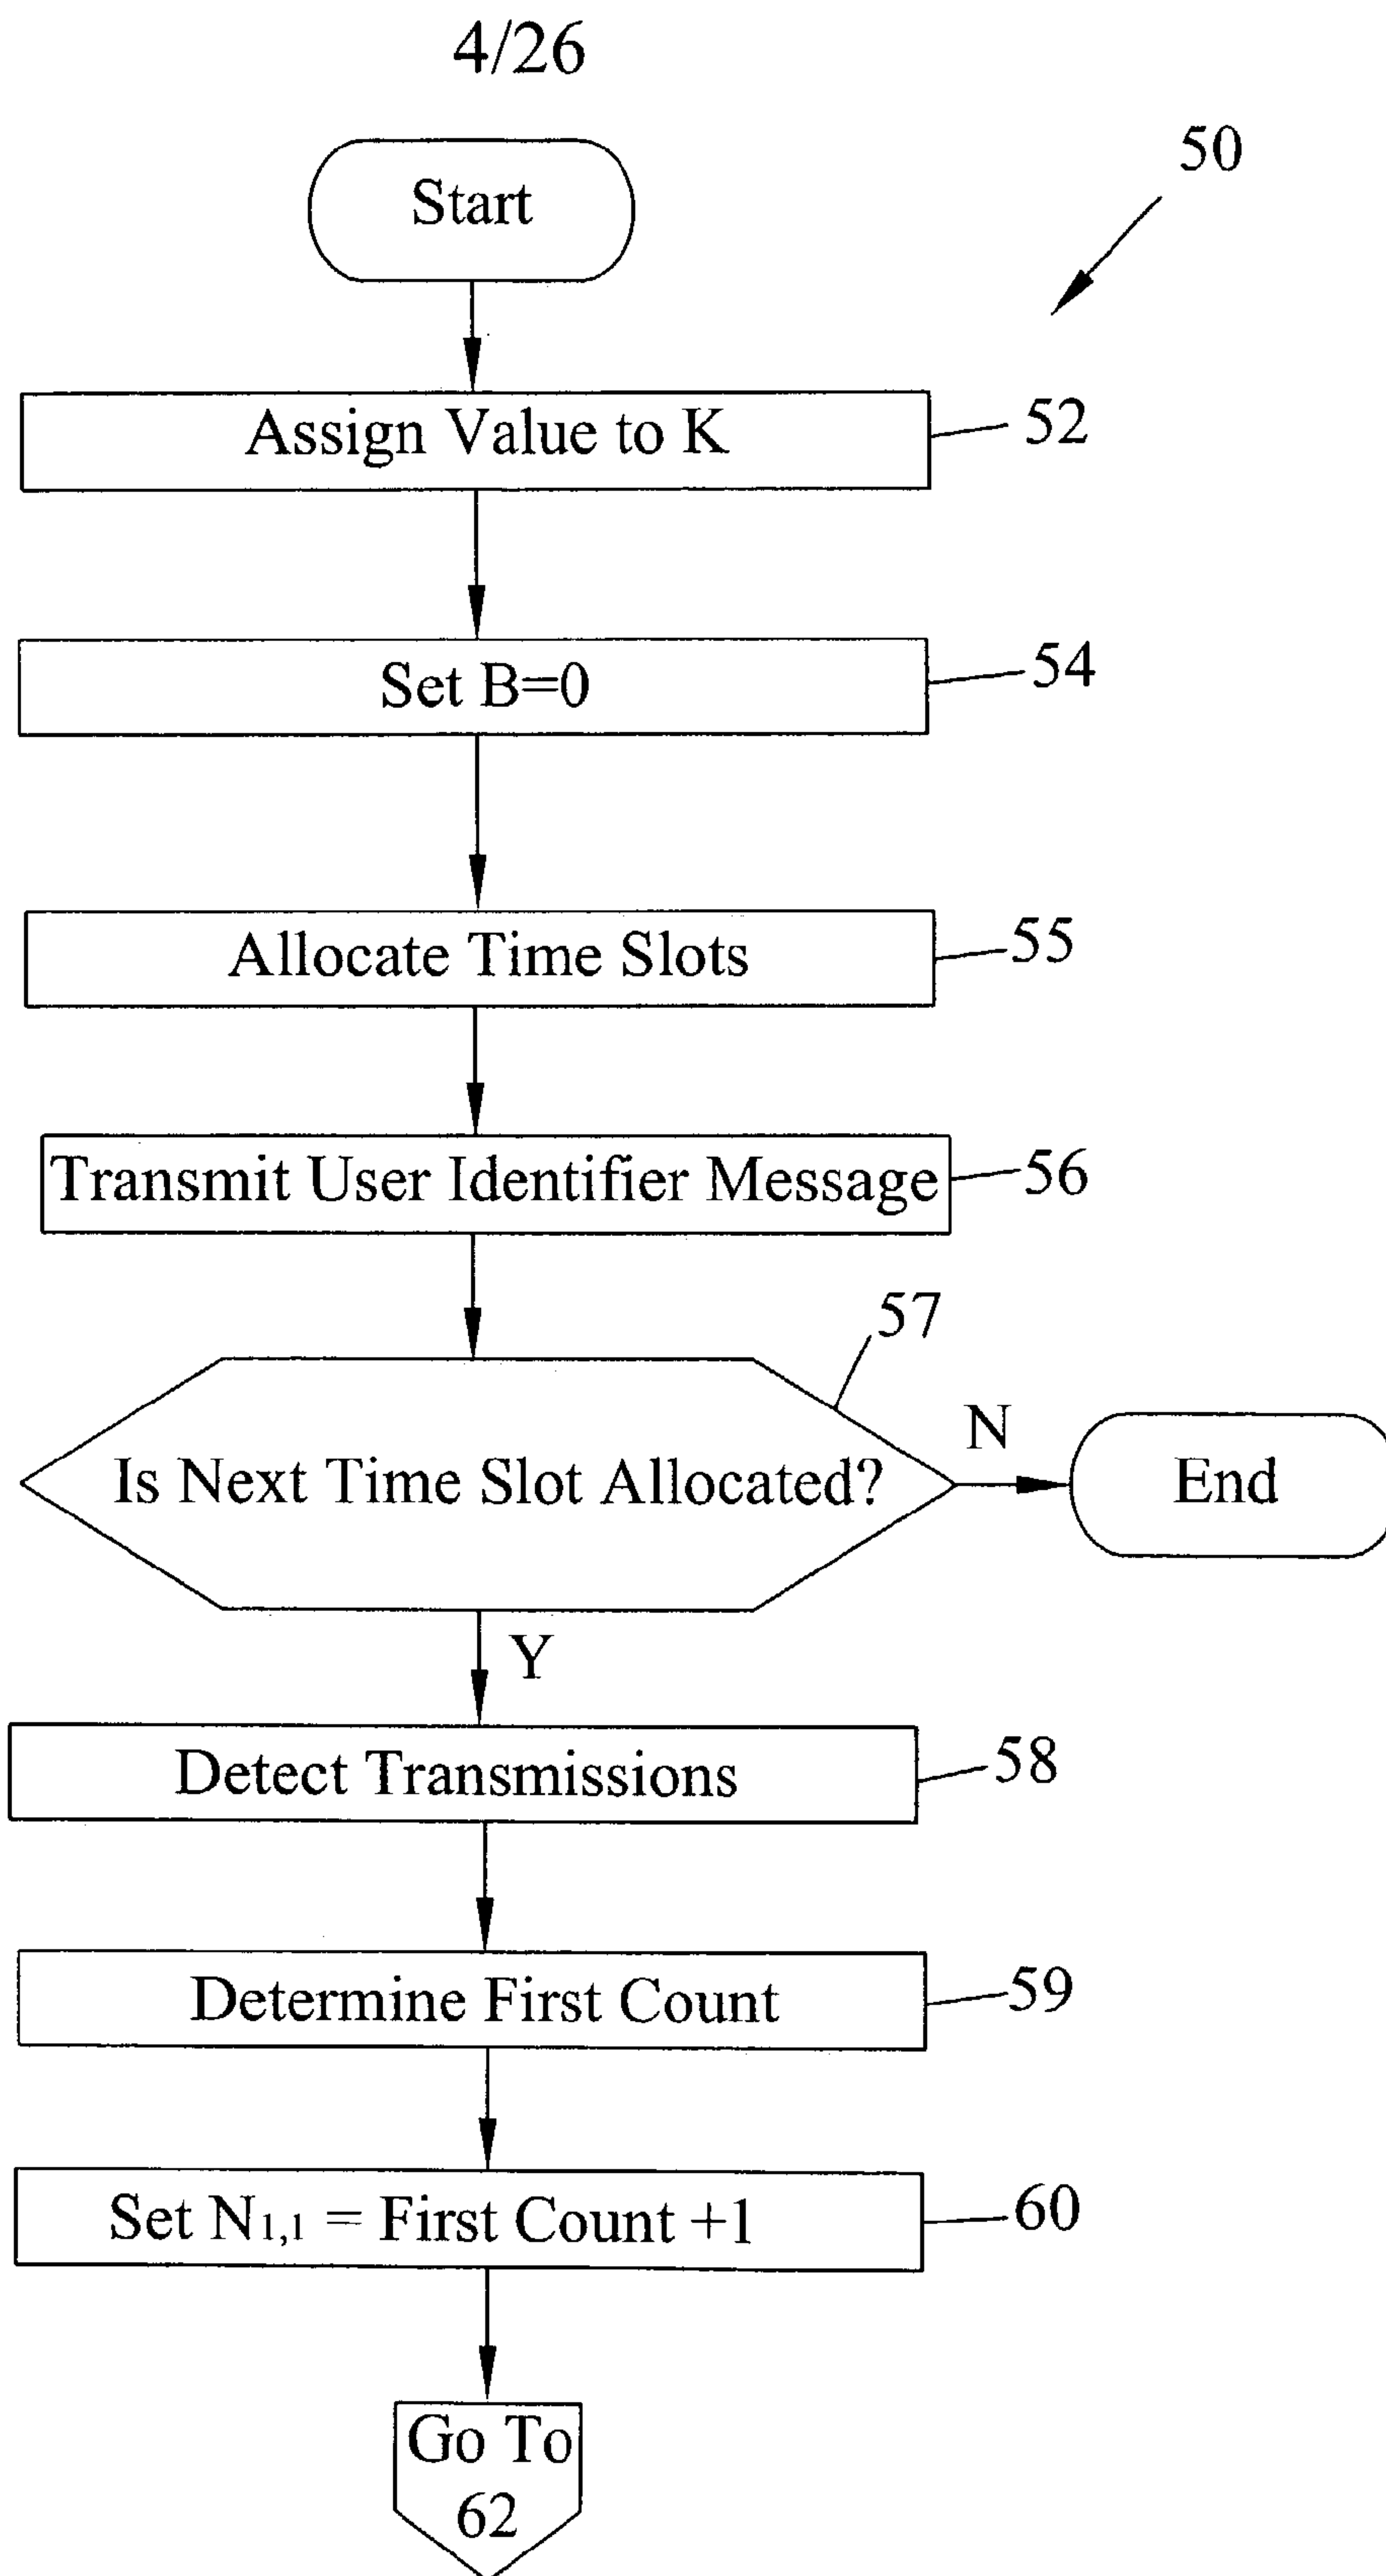 4/26
50
Start
Assign Value to K
52
Set B=0
54
Allocate Time Slots
55
Transmit User Identifier Message
56
57
Is Next Time Slot Allocated?
N
End
Y
Detect Transmissions
58
Determine First Count
59
Set N1,1 = First Count +1
60
Go To
62